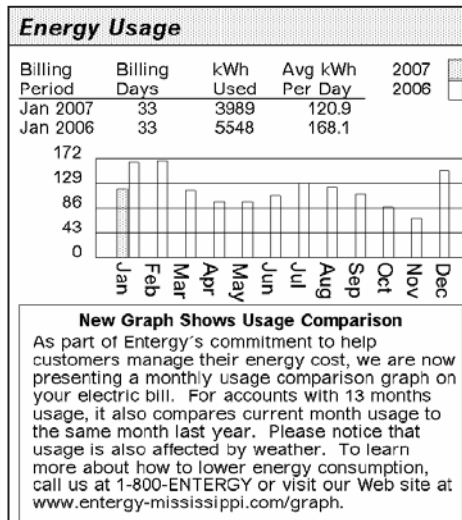 Energy Usage
Billing Billing kWh Avg kWh 2007
Period Days Used Per Day 2006
Jan 2007 33 3989 120.9
Jan 2006 33 5548 168.1
172
129
86
43
0
Jan Feb Mar Apr May Jun Jul Aug Sep Oct Nov Dec
New Graph Shows Usage Comparison
As part of Entergy's commitment to help
customers manage their energy cost, we are now
presenting a monthly usage comparison graph on
your electric bill. For accounts with 13 months
usage, it also compares current month usage to
the same month last year. Please notice that
usage is also affected by weather. To learn
more about how to lower energy consumption,
call us at 1-800-ENTERGY or visit our Web site at
www.entergy-mississippi.com/graph.